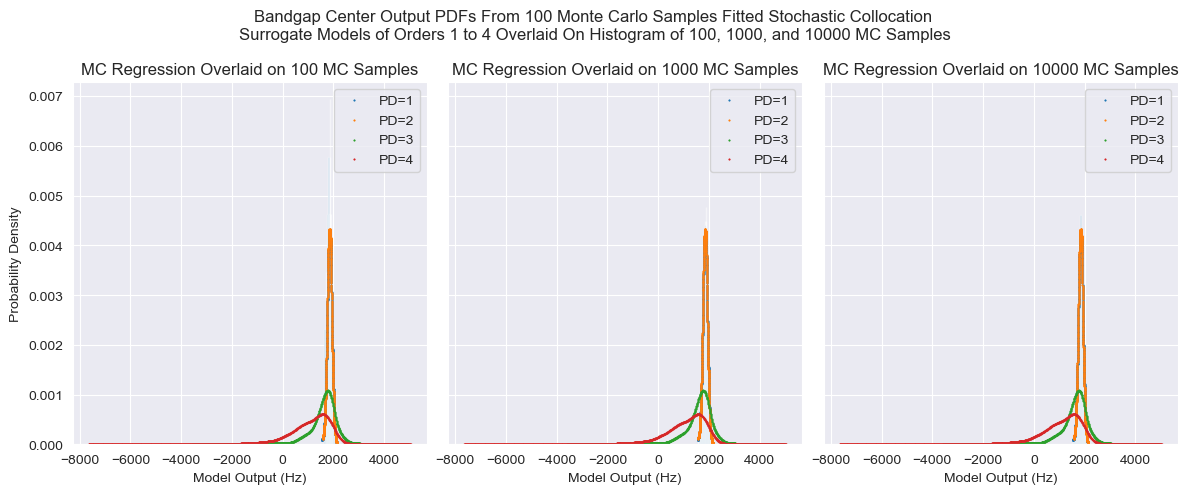 Bandgap Center Output PDFs From 100 Monte Carlo Samples Fitted Stochastic Collocation
Surrogate Models of Orders 1 to 4 Overlaid On Histogram of 100, 1000, and 10000 MC Samples
MC Regression Overlaid on 100 MC Samples
MC Regression Overlaid on 1000 MC Samples
MC Regression Overlaid on 10000 MC Samples
Probability Density
0.007
0.006
0.005
0.004
0.003
0.002
0.001
0.000
PD=1
PD=2
PD=3
PD=4
PD=1
PD=2
PD=3
PD=4
PD=1
PD=2
PD=3
PD=4
−8000 −6000 −4000 −2000 0 2000 4000
−8000 −6000 −4000 −2000 0 2000 4000
−8000 −6000 −4000 −2000 0 2000 4000
Model Output (Hz)
Model Output (Hz)
Model Output (Hz)